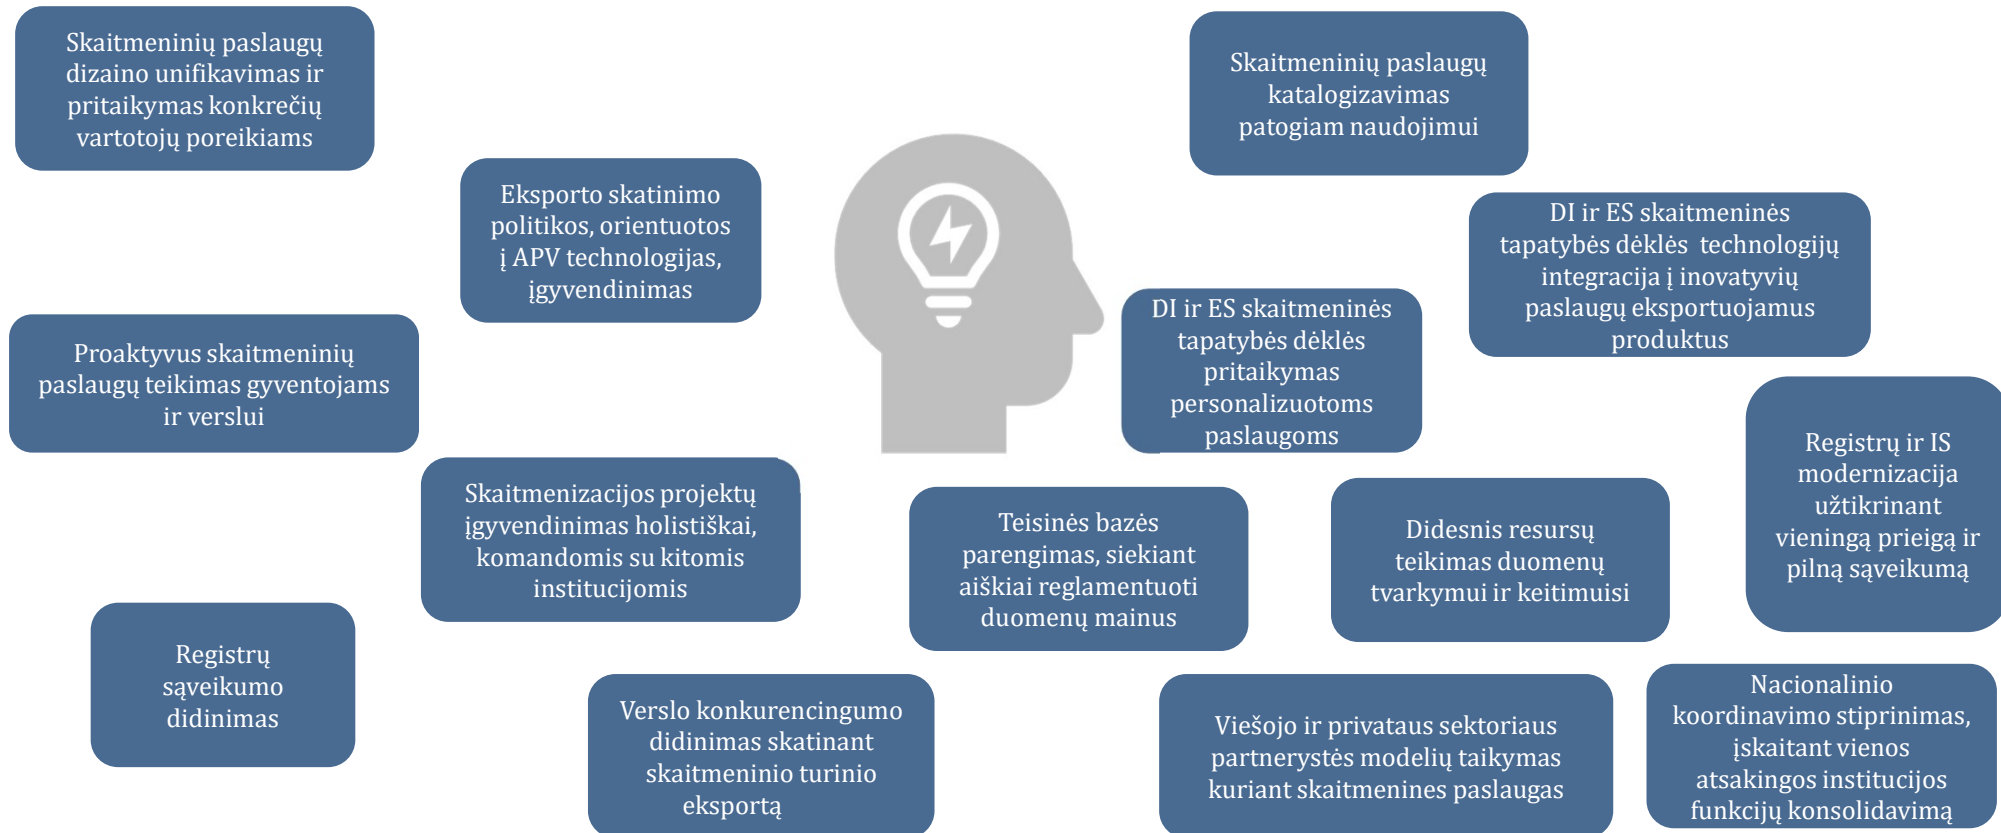 Skaitmeninių paslaugų
dizaino unifikavimas ir
pritaikymas konkrečių
vartotojų poreikiams
Skaitmeninių paslaugų
katalogizavimas
patogiam naudojimui
Eksporto skatinimo
politikos, orientuotos
į APV technologijas,
įgyvendinimas
DI ir ES skaitmeninės
tapatybės dėklės technologijų
integracija į inovatyvių
paslaugų eksportuojamus
produktus
DI ir ES skaitmeninės
tapatybės dėklės
pritaikymas
personalizuotoms
paslaugoms
Proaktyvus skaitmeninių
paslaugų teikimas gyventojams
ir verslui
Registrų ir IS
modernizacija
užtikrinant
vieningą prieigą ir
pilną sąveikumą
Skaitmenizacijos projektų
įgyvendinimas holistiškai,
komandomis su kitomis
institucijomis
Teisinės bazės
parengimas, siekiant
aiškiai reglamentuoti
duomenų mainus
Didesnis resursų
teikimas duomenų
tvarkymui ir keitimuisi
Registrų
sąveikumo
didinimas
Verslo konkurencingumo
didinimas skatinant
skaitmeninio turinio
eksportą
Viešojo ir privataus sektoriaus
partnerystės modelių taikymas
kuriant skaitmenines paslaugas
Nacionalinio
koordinavimo stiprinimas,
įskaitant vienos
atsakingos institucijos
funkcijų konsolidavimą